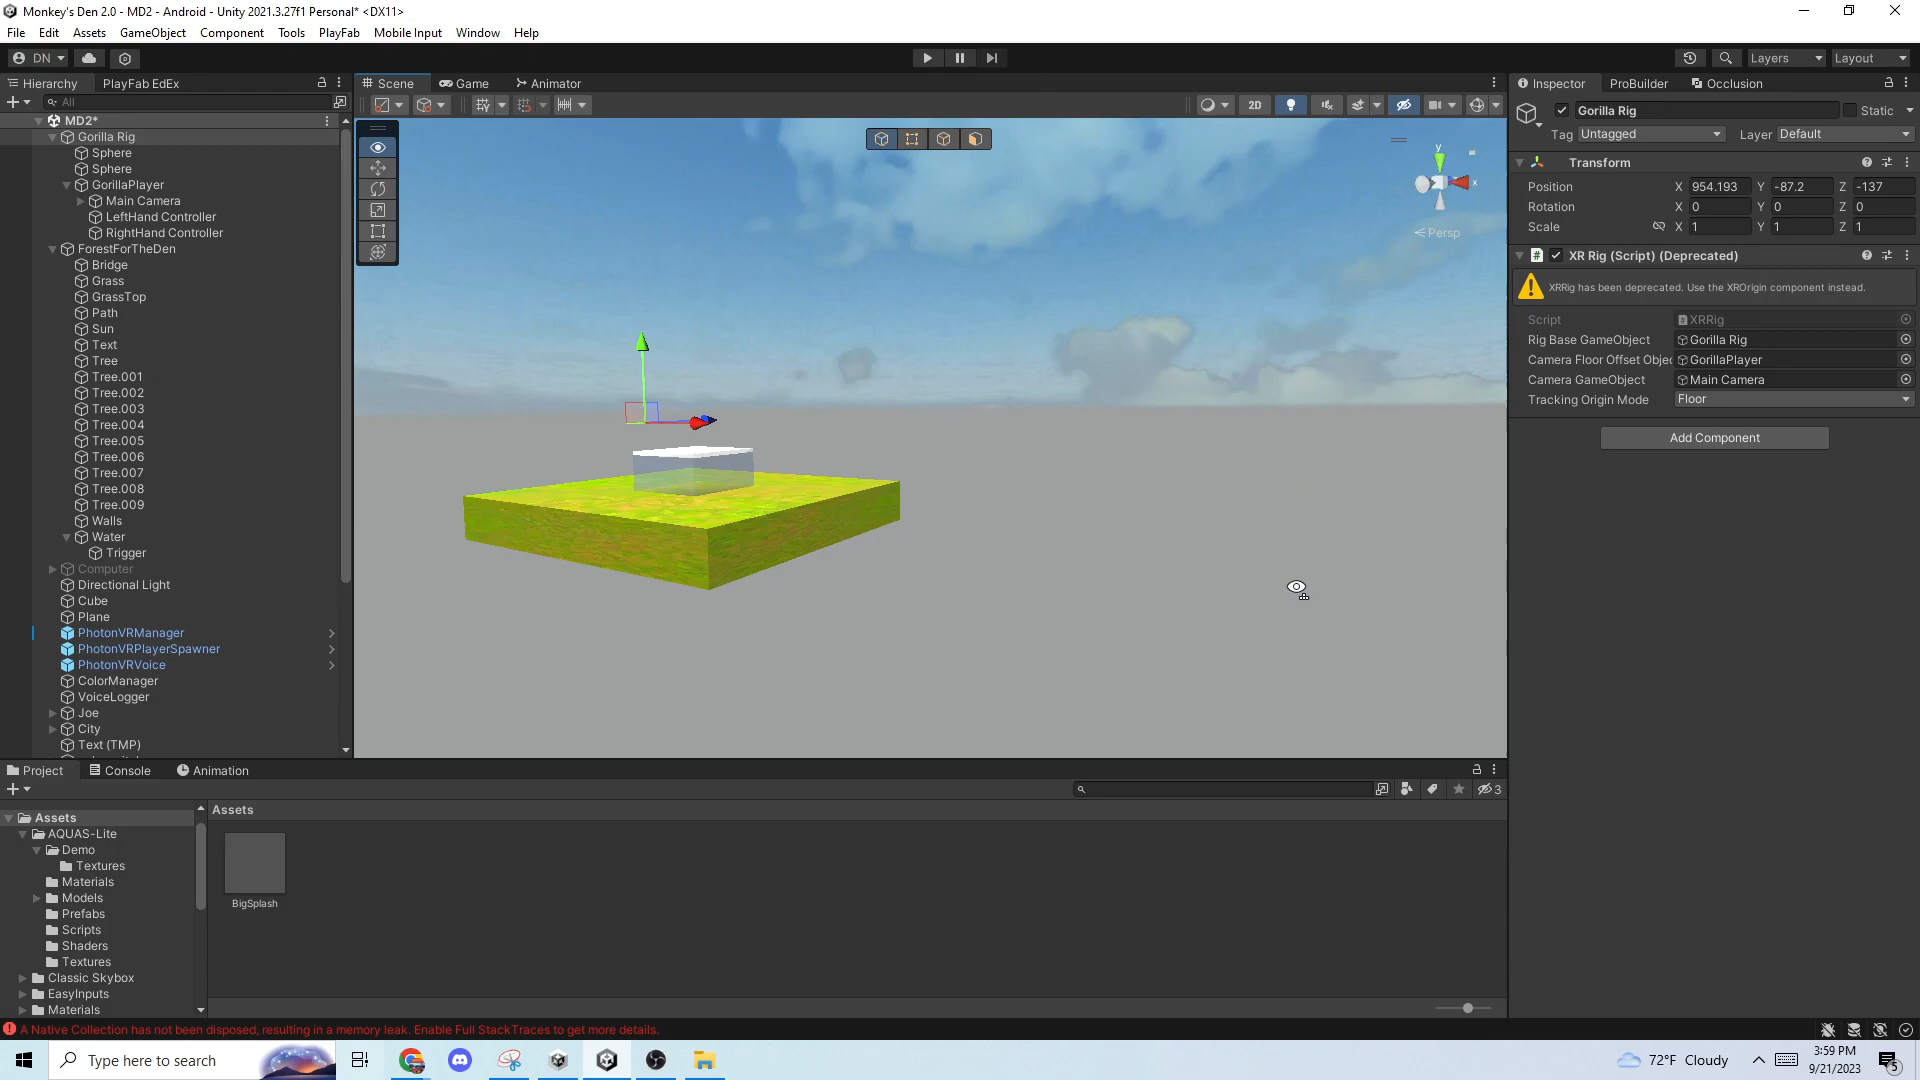 Monkey's Den 2.0 - MD2 - Android - Unity 2021.3.27f1 Personal* <DX11>
File Edit Assets GameObject Component Tools PlayFab Mobile Input Window Help
DN
Layers
Layout
Hierarchy
PlayFab EdEx
All
MD2*
Gorilla Rig
Sphere
Sphere
GorillaPlayer
Main Camera
LeftHand Controller
RightHand Controller
ForestForTheDen
Bridge
Grass
GrassTop
Path
Sun
Text
Tree
Tree.001
Tree.002
Tree.003
Tree.004
Tree.005
Tree.006
Tree.007
Tree.008
Tree.009
Walls
Water
Trigger
Computer
Directional Light
Cube
Plane
PhotonVRManager
PhotonVRPlayerSpawner
PhotonVRVoice
ColorManager
VoiceLogger
Joe
City
Text (TMP)
Scene
Game
Animator
2D
y
x
Persp
Inspector
ProBuilder
Occlusion
Gorilla Rig
Static
Tag Untagged
Layer Default
Transform
Position X 954.193 Y -87.2 Z -137
Rotation X 0 Y 0 Z 0
Scale X 1 Y 1 Z 1
# XR Rig (Script) (Deprecated)
XRRig has been deprecated. Use the XROrigin component instead.
Script XRRig
Rig Base GameObject Gorilla Rig
Camera Floor Offset Objec GorillaPlayer
Camera GameObject Main Camera
Tracking Origin Mode Floor
Add Component
Project
Console
Animation
3
Assets
AQUAS-Lite
Demo
Textures
Materials
Models
Prefabs
Scripts
Shaders
Textures
Classic Skybox
EasyInputs
Materials
Assets
BigSplash
A Native Collection has not been disposed, resulting in a memory leak. Enable Full StackTraces to get more details.
Type here to search
72°F Cloudy
3:59 PM
9/21/2023
5